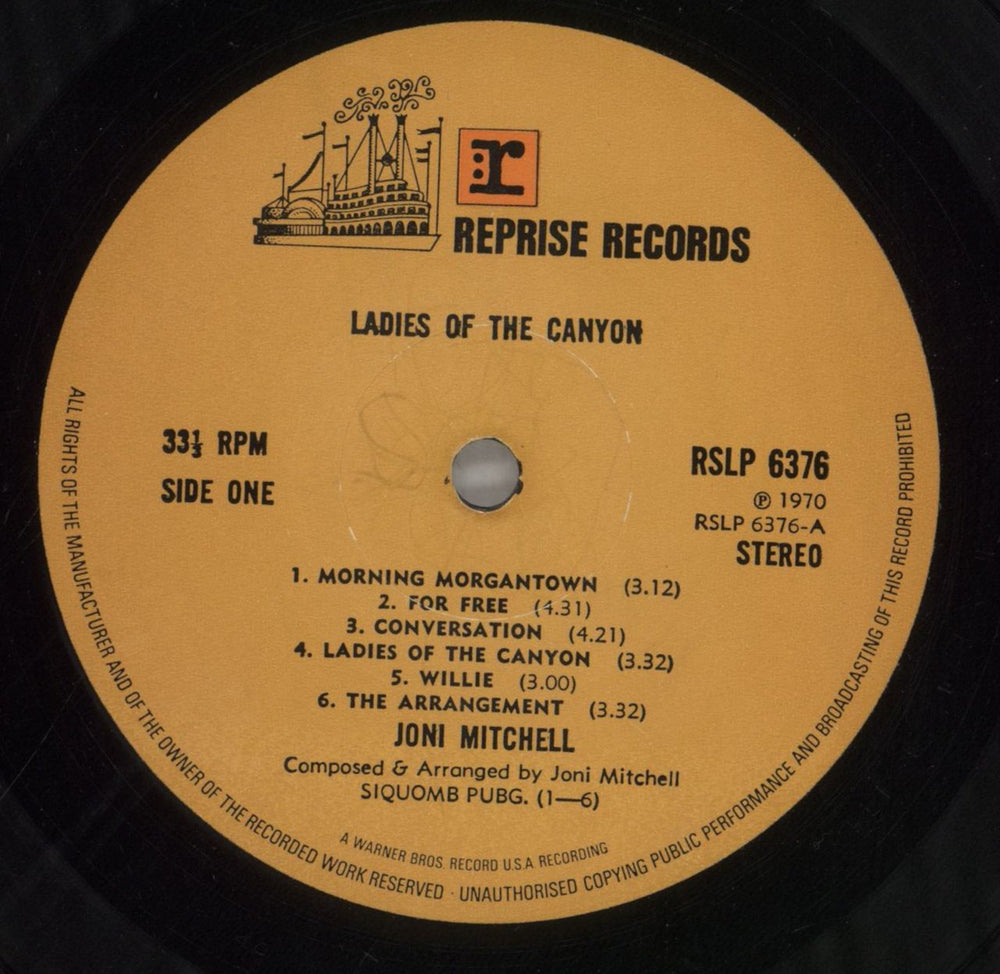 :r
REPRISE RECORDS
LADIES OF THE CANYON
33⅓ RPM
SIDE ONE
RSLP 6376
℗ 1970
RSLP 6376-A
STEREO
1. MORNING MORGANTOWN (3.12)
2. FOR FREE (4.31)
3. CONVERSATION (4.21)
4. LADIES OF THE CANYON (3.32)
5. WILLIE (3.00)
6. THE ARRANGEMENT (3.32)
JONI MITCHELL
Composed & Arranged by Joni Mitchell
SIQUOMB PUBG. (1—6)
A WARNER BROS. RECORD U.S.A RECORDING
ALL RIGHTS OF THE MANUFACTURER AND OF THE OWNER OF THE RECORDED WORK RESERVED · UNAUTHORISED COPYING PUBLIC PERFORMANCE AND BROADCASTING OF THIS RECORD PROHIBITED